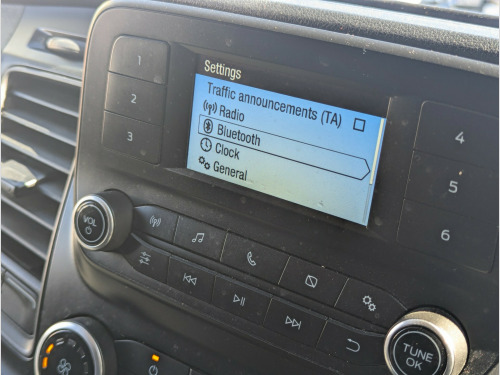 Settings
Traffic announcements (TA)
Radio
Bluetooth
Clock
General
1
2
3
4
5
6
VOL
TUNE
OK